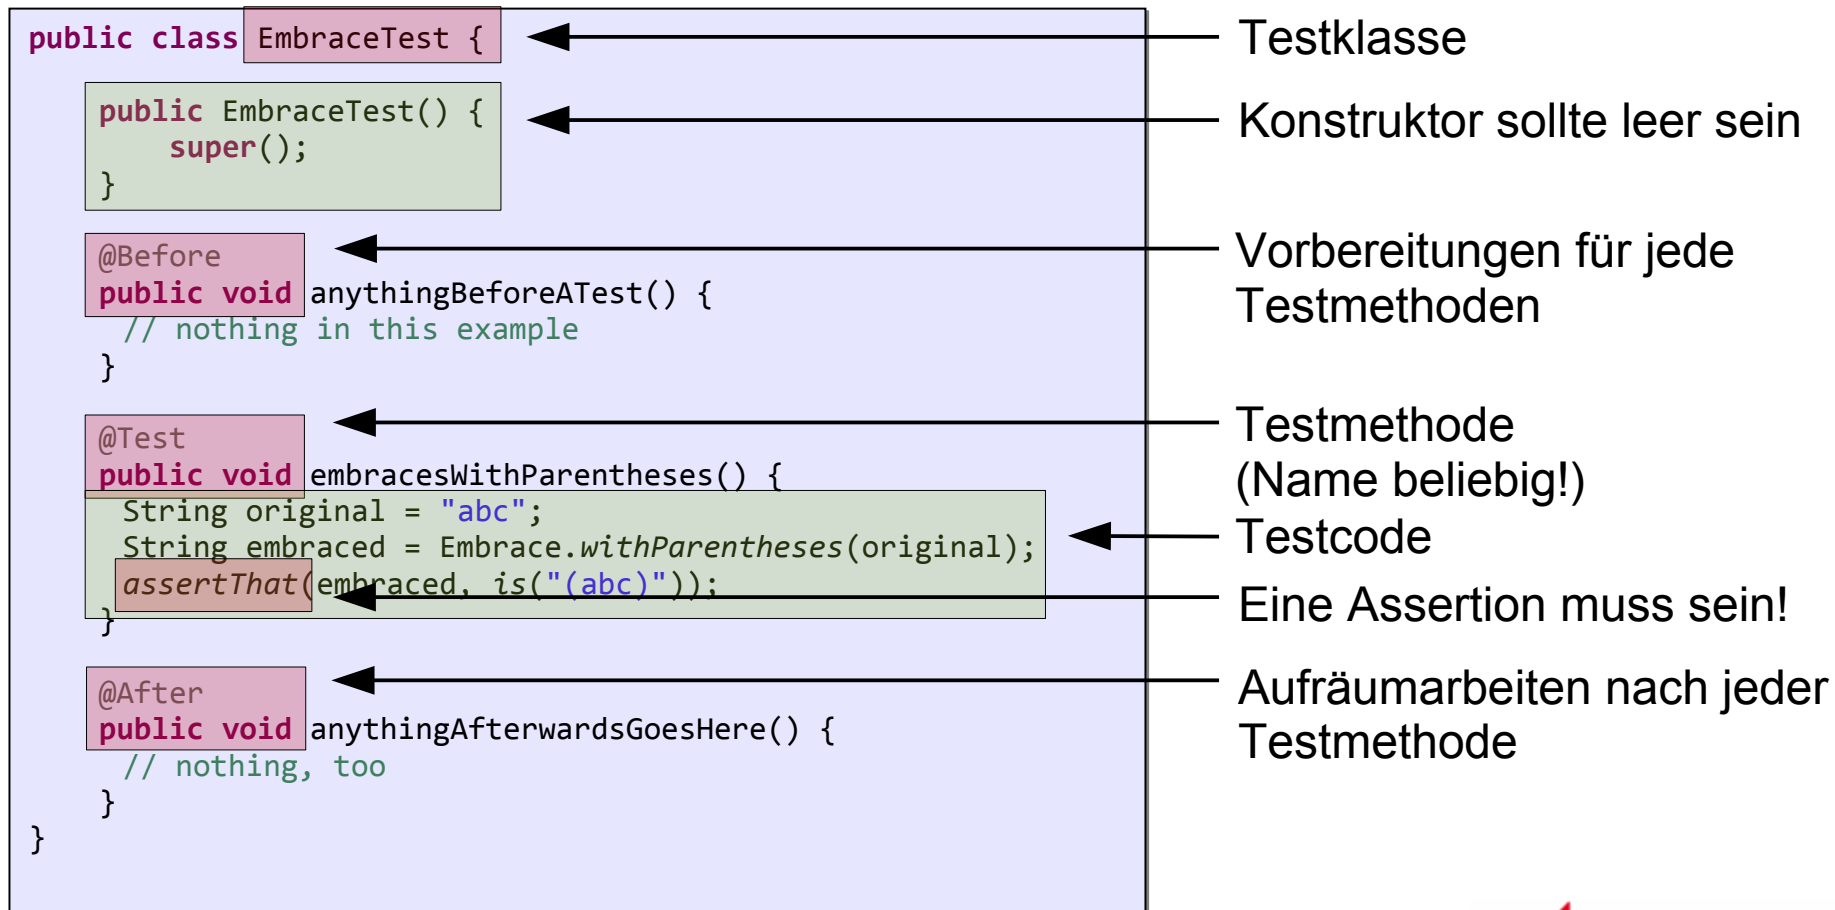 public class EmbraceTest {
public EmbraceTest() {
super();
}
@Before
public void anythingBeforeATest() {
// nothing in this example
}
@Test
public void embracesWithParentheses() {
String original = "abc";
String embraced = Embrace.withParentheses(original);
assertThat(embraced, is("(abc)"));
}
@After
public void anythingAfterwardsGoesHere() {
// nothing, too
}
}
Testklasse
Konstruktor sollte leer sein
Vorbereitungen für jede
Testmethoden
Testmethode
(Name beliebig!)
Testcode
Eine Assertion muss sein!
Aufräumarbeiten nach jeder
Testmethode